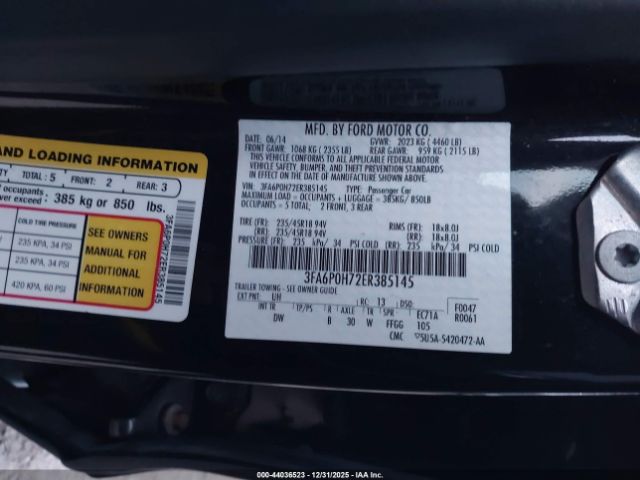 AND LOADING INFORMATION
TOTAL: 5 FRONT: 2 REAR: 3
occupants
exceed: 385 kg or 850 lbs.
COLD TIRE PRESSURE
235 KPA, 34 PSI
235 KPA, 34 PSI
420 KPA, 60 PSI
SEE OWNERS
MANUAL FOR
ADDITIONAL
INFORMATION
3FA6P0H72ER385145
MFD. BY FORD MOTOR CO.
DATE: 06/14 GVWR: 2023 KG ( 4460 LB)
FRONT GAWR: 1068 KG ( 2355 LB) REAR GAWR: 959 KG ( 2115 LB)
THIS VEHICLE CONFORMS TO ALL APPLICABLE FEDERAL MOTOR
VEHICLE SAFETY, BUMPER, AND THEFT PREVENTION STANDARDS IN
EFFECT ON THE DATE OF MANUFACTURE SHOWN ABOVE.
VIN: 3FA6P0H72ER385145 TYPE: Passenger Car
MAXIMUM LOAD = OCCUPANTS + LUGGAGE = 385KG / 850LB
OCCUPANTS = 5 TOTAL, 2 FRONT, 3 REAR
TIRE (FR): 235/45R18 94V RIMS (FR): 18x8.0J
(RR): 235/45R18 94V (RR): 18x8.0J
PRESSURE (FR): 235 kPa/ 34 PSI COLD (RR): 235 kPa/ 34 PSI COLD
3FA6P0H72ER385145
TRAILER TOWING - SEE OWNER GUIDE
EXT PNT: UH RC: 13 DSO: F0047
INT TR TP/PS R AXLE TR SPR EC71A R0061
DW B 30 W FFGG 105
CMC 5U5A-5420472-AA
000-44036523 - 12/31/2025 - Copart IAA, Inc.